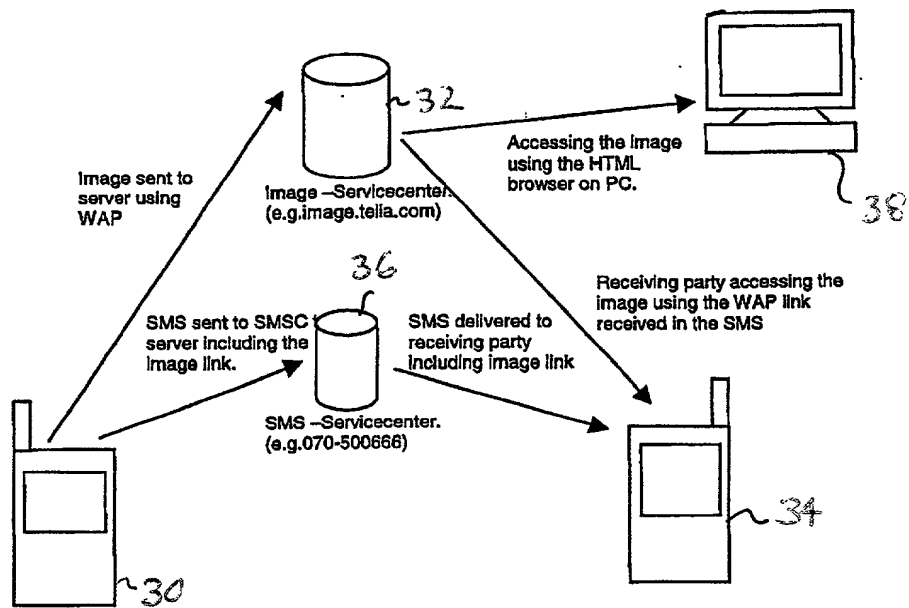 32
Accessing the image
using the HTML
browser on PC.
38
Image sent to
server using
WAP
Image –Servicecenter.
(e.g.image.telia.com)
36
Receiving party accessing the
image using the WAP link
received in the SMS
SMS sent to SMSC
server including the
image link.
SMS delivered to
receiving party
including image link
SMS –Servicecenter.
(e.g.070-500666)
34
30